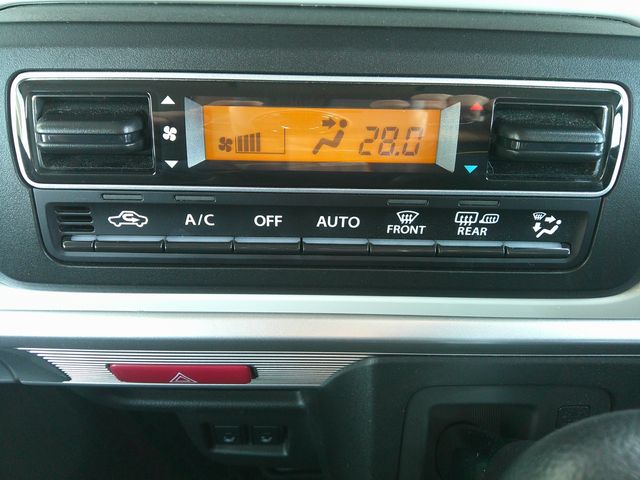 28.0
A/C OFF AUTO FRONT REAR